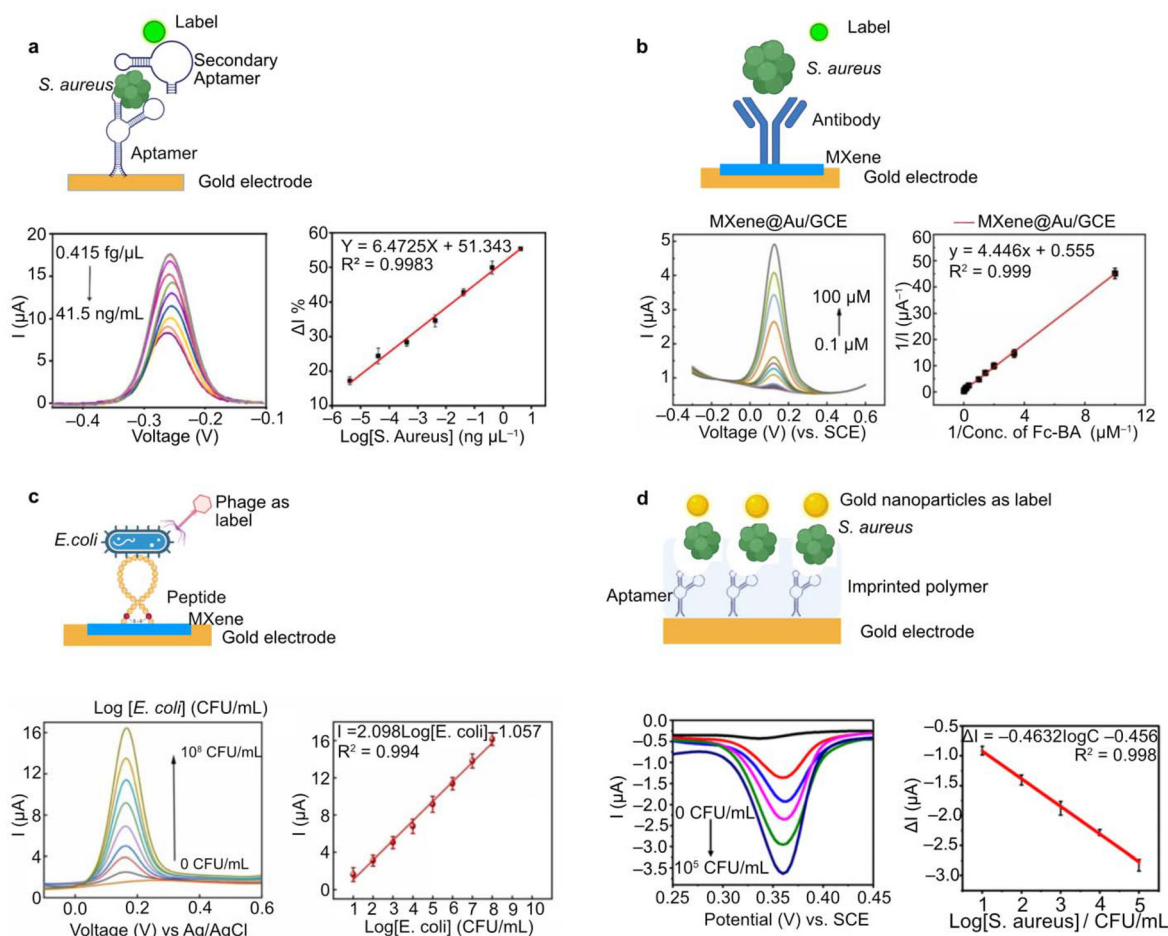 a
Label
Secondary
Aptamer
S. aureus
Aptamer
Gold electrode
20
15
10
5
0
I (μA)
0.415 fg/μL
41.5 ng/mL
–0.4
–0.3
–0.2
–0.1
Voltage (V)
60
50
40
30
20
10
ΔI %
Y = 6.4725X + 51.343
R² = 0.9983
–6
–5
–4
–3
–2
–1
0
1
Log[S. Aureus] (ng μL⁻¹)
b
Label
S. aureus
Antibody
MXene
Gold electrode
MXene@Au/GCE
5
4
3
2
1
I (μA)
100 μM
0.1 μM
–0.4
–0.2
0.0
0.2
0.4
0.6
Voltage (V) (vs. SCE)
MXene@Au/GCE
60
50
40
30
20
10
0
1/I (μA⁻¹)
y = 4.446x + 0.555
R² = 0.999
0
4
8
12
1/Conc. of Fc-BA (μM⁻¹)
c
Phage as
label
E.coli
Peptide
MXene
Gold electrode
Log [E. coli] (CFU/mL)
16
12
8
4
0
I (μA)
10⁸ CFU/mL
0 CFU/mL
0.0
0.2
0.4
0.6
Voltage (V) vs Ag/AgCl
16
12
8
4
0
I (μA)
I =2.098Log[E. coli]–1.057
R² = 0.994
1 2 3 4 5 6 7 8 9 10
Log[E. coli] (CFU/mL)
d
Gold nanoparticles as label
S. aureus
Aptamer
Imprinted polymer
Gold electrode
0.0
–0.5
–1.0
–1.5
–2.0
–2.5
–3.0
–3.5
I (μA)
0 CFU/mL
10⁵ CFU/mL
0.25
0.30
0.35
0.40
0.45
Potential (V) vs. SCE
–0.5
–1.0
–1.5
–2.0
–2.5
–3.0
ΔI (μA)
ΔI = –0.4632logC –0.456
R² = 0.998
1 2 3 4 5
Log[S. aureus] / CFU/mL